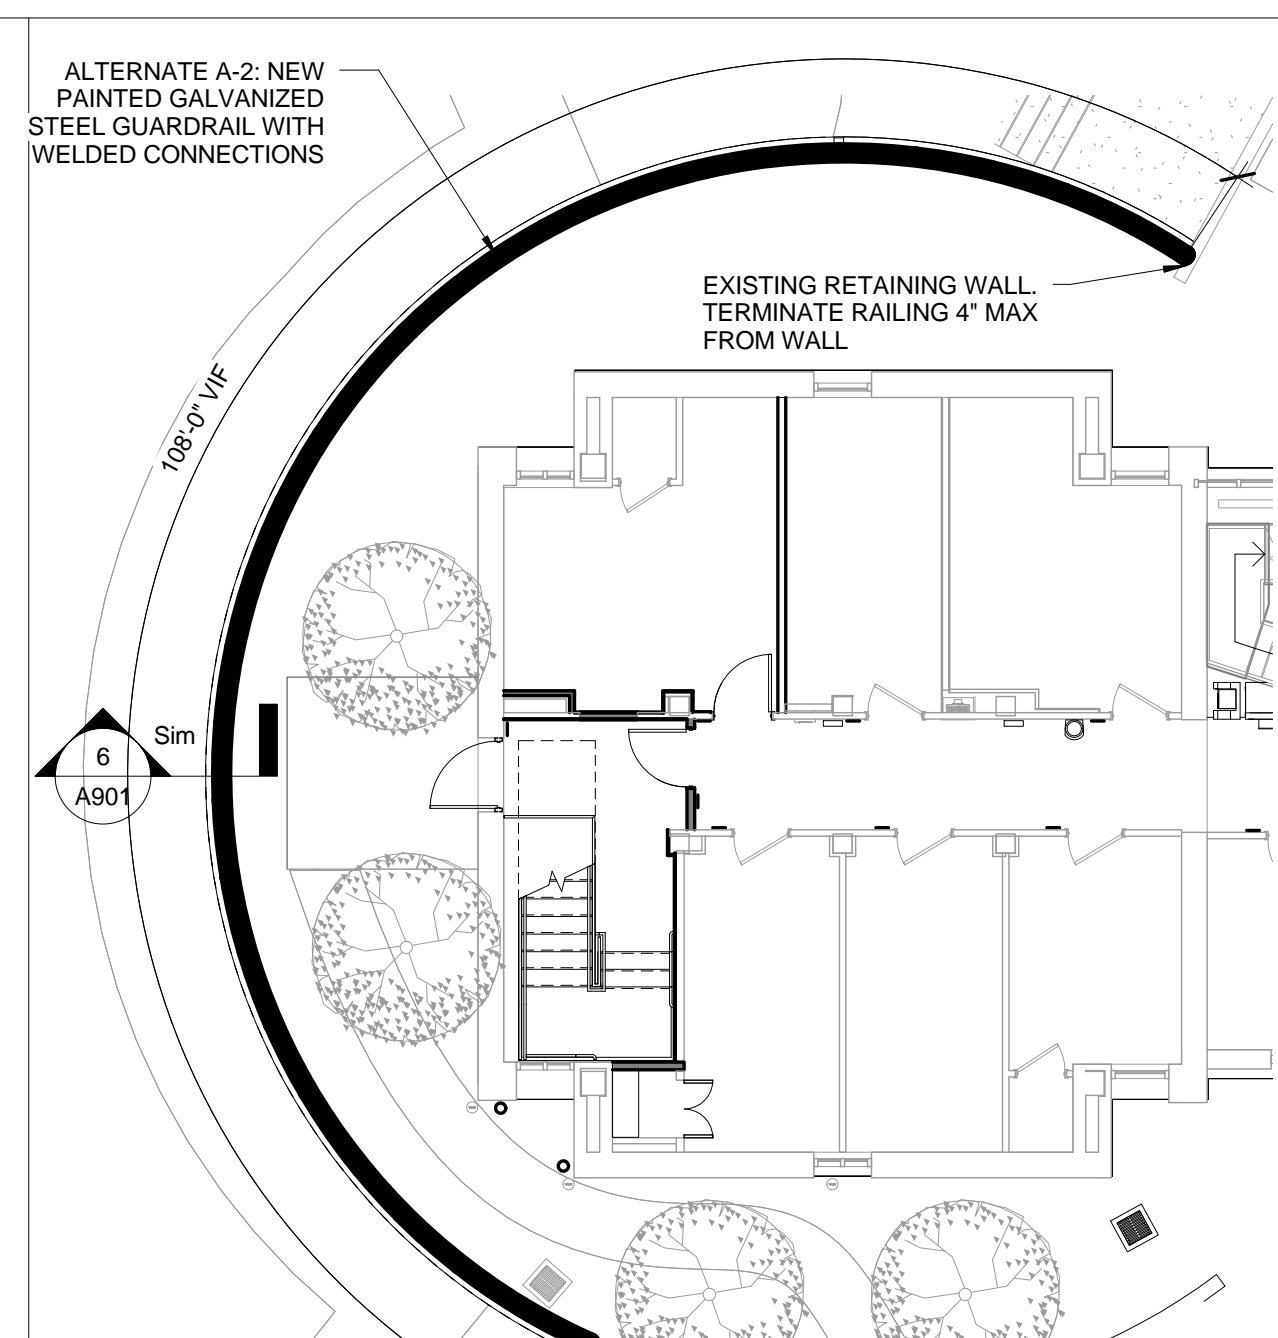 ALTERNATE A-2: NEW
PAINTED GALVANIZED
STEEL GUARDRAIL WITH
WELDED CONNECTIONS
EXISTING RETAINING WALL.
TERMINATE RAILING 4" MAX
FROM WALL
108'-0" VIF
Sim
6
A901